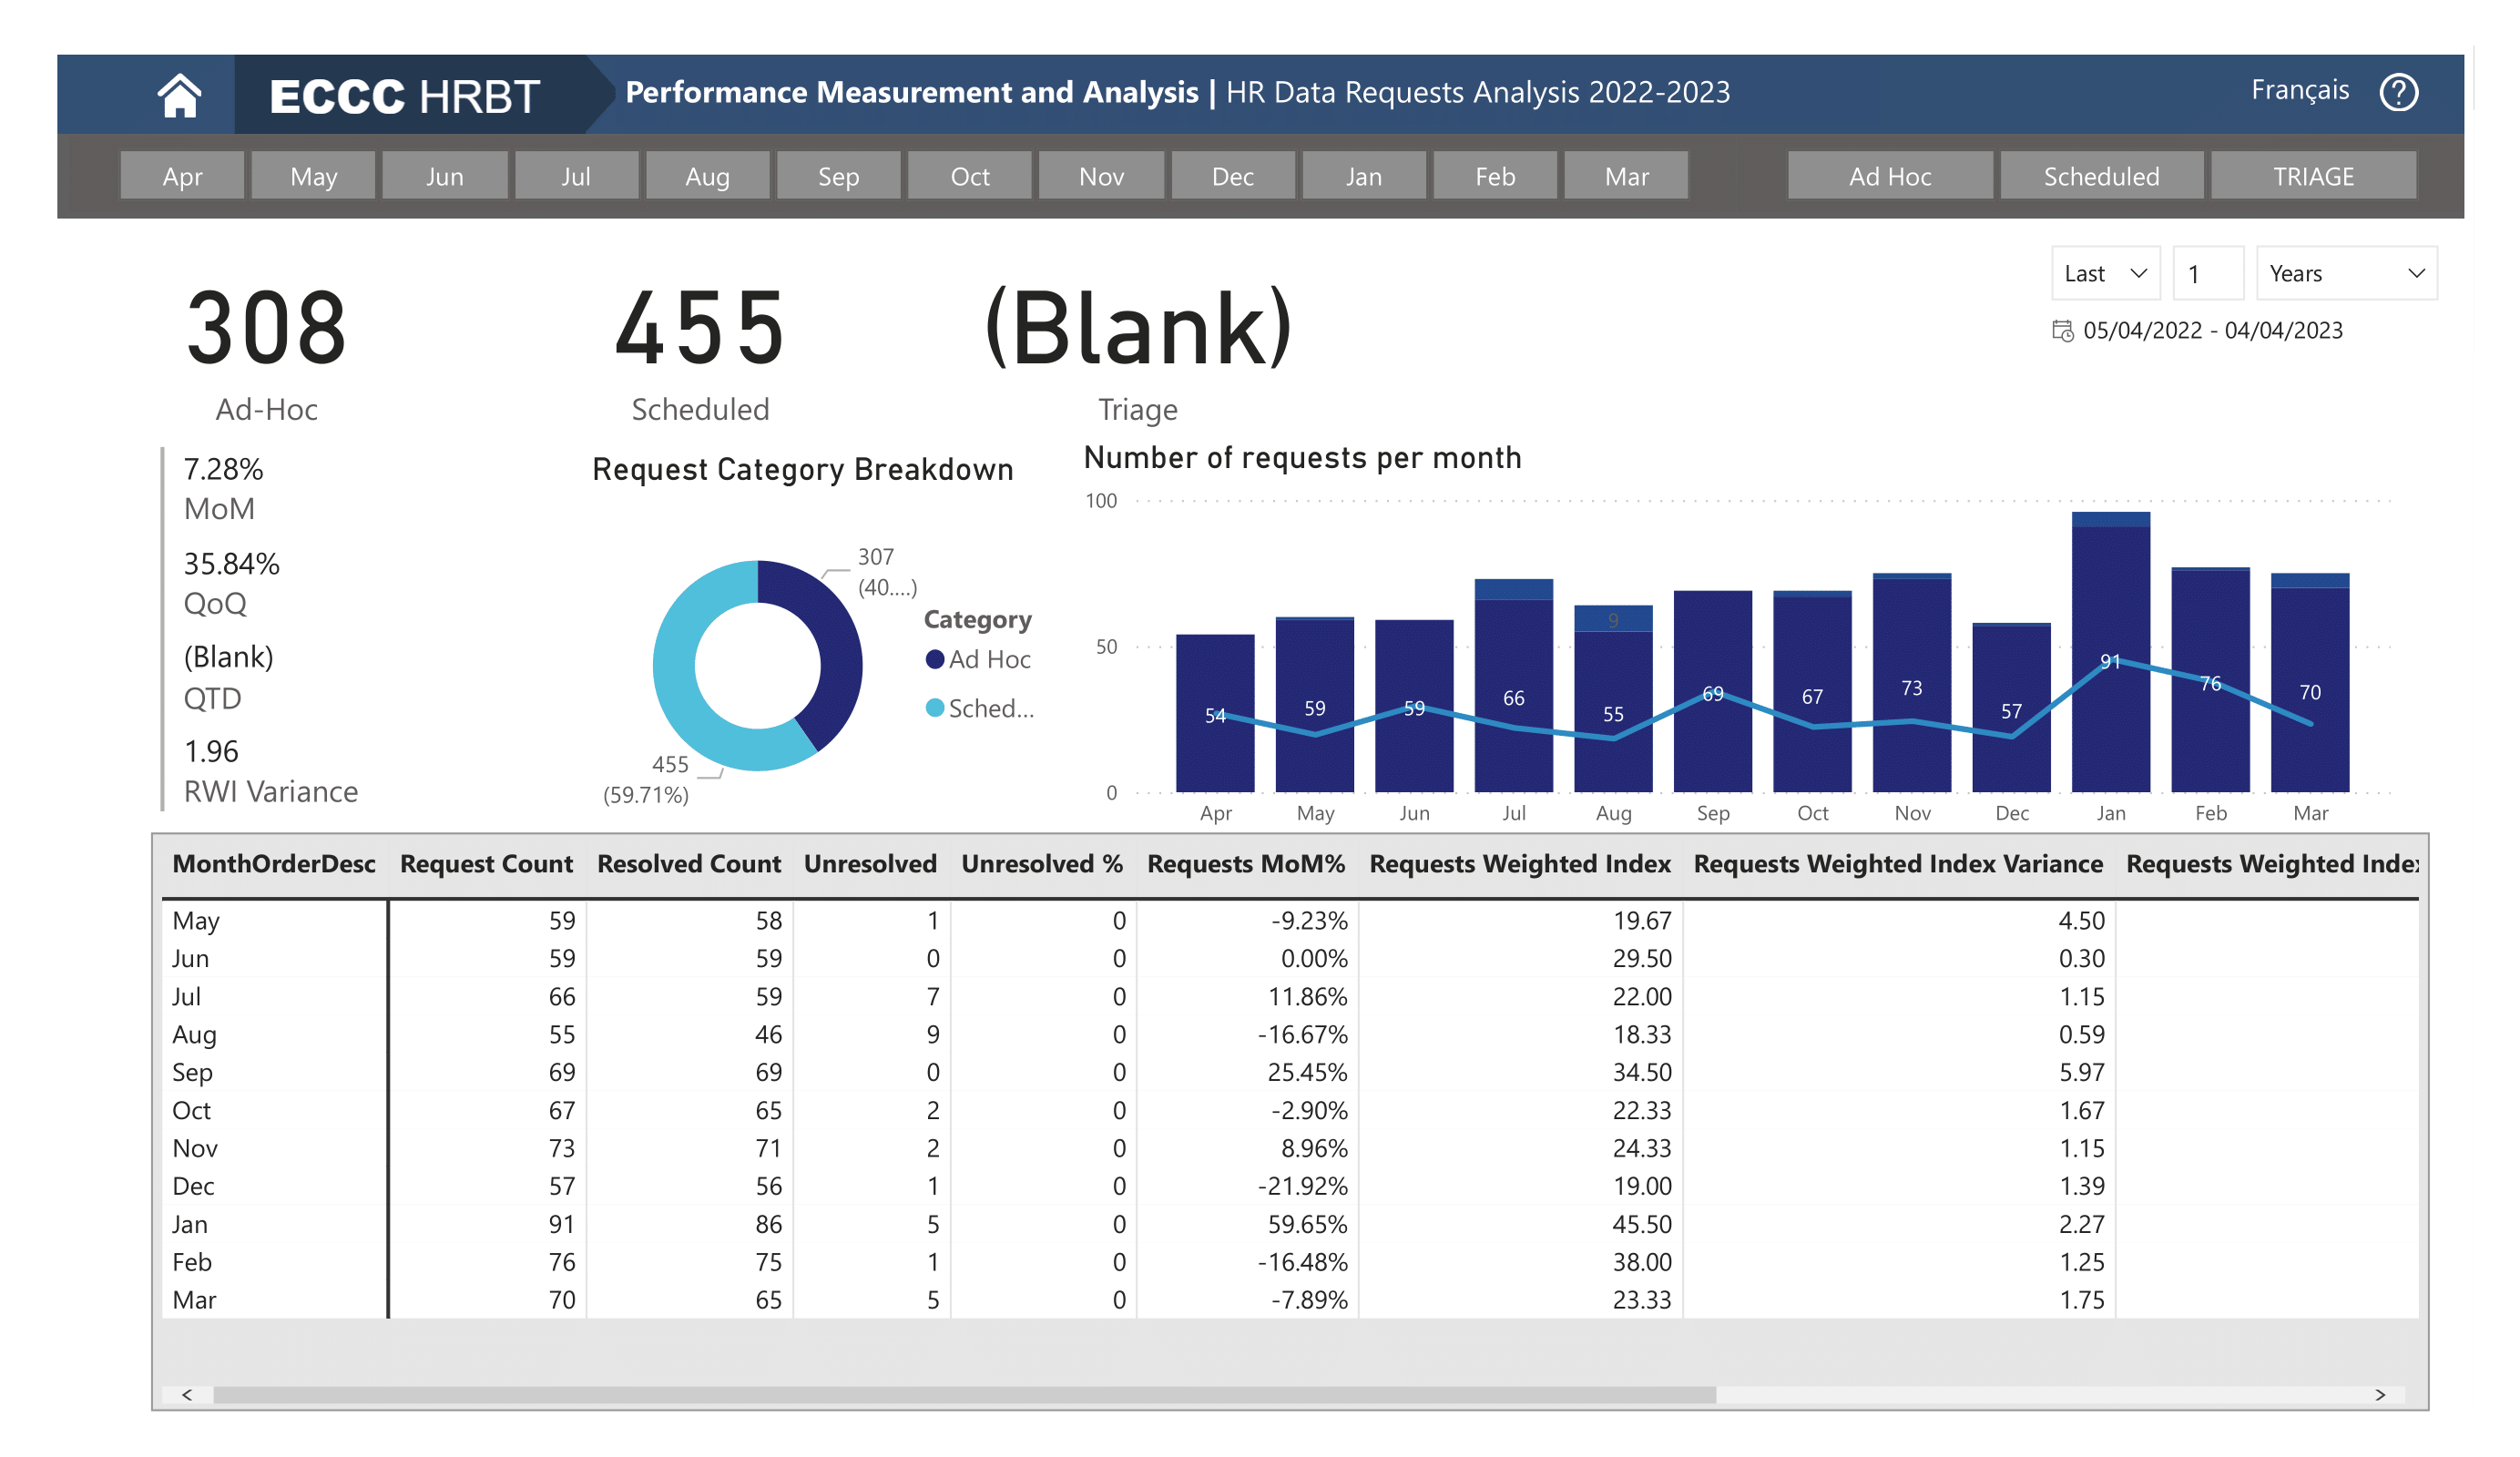 ECCC HRBT
Performance Measurement and Analysis | HR Data Requests Analysis 2022-2023
Français ?
Apr May Jun Jul Aug Sep Oct Nov Dec Jan Feb Mar Ad Hoc Scheduled TRIAGE
Last 1 Years
05/04/2022 - 04/04/2023
308
Ad-Hoc
455
Scheduled
(Blank)
Triage
7.28%
MoM
35.84%
QoQ
(Blank)
QTD
1.96
RWI Variance
Request Category Breakdown
307
(40....)
Category
Ad Hoc
Sched...
455
(59.71%)
Number of requests per month
100
50
0
9
54 59 59 66 55 69 67 73 57 91 76 70
Apr May Jun Jul Aug Sep Oct Nov Dec Jan Feb Mar
MonthOrderDesc Request Count Resolved Count Unresolved Unresolved % Requests MoM% Requests Weighted Index Requests Weighted Index Variance Requests Weighted Index
May 59 58 1 0 -9.23% 19.67 4.50
Jun 59 59 0 0 0.00% 29.50 0.30
Jul 66 59 7 0 11.86% 22.00 1.15
Aug 55 46 9 0 -16.67% 18.33 0.59
Sep 69 69 0 0 25.45% 34.50 5.97
Oct 67 65 2 0 -2.90% 22.33 1.67
Nov 73 71 2 0 8.96% 24.33 1.15
Dec 57 56 1 0 -21.92% 19.00 1.39
Jan 91 86 5 0 59.65% 45.50 2.27
Feb 76 75 1 0 -16.48% 38.00 1.25
Mar 70 65 5 0 -7.89% 23.33 1.75